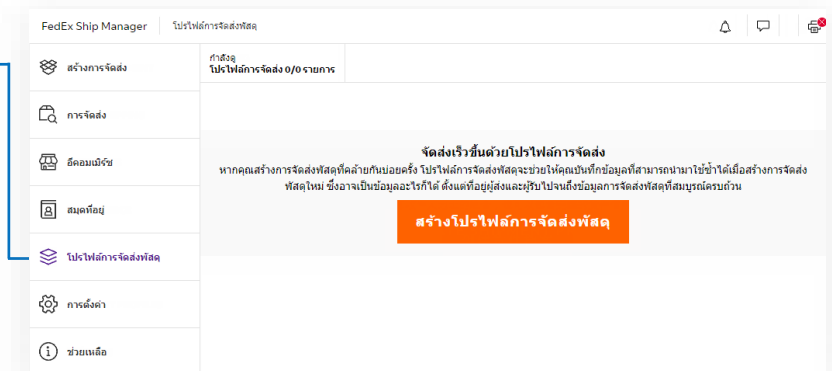 FedEx Ship Manager โปรไฟล์การจัดส่งพัสดุ
สร้างการจัดส่ง
การจัดส่ง
อีคอมเมิร์ซ
สมุดที่อยู่
โปรไฟล์การจัดส่งพัสดุ
การตั้งค่า
ช่วยเหลือ
กำลังดู
โปรไฟล์การจัดส่ง 0/0 รายการ
จัดส่งเร็วขึ้นด้วยโปรไฟล์การจัดส่ง
หากคุณสร้างการจัดส่งพัสดุที่คล้ายกันบ่อยครั้ง โปรไฟล์การจัดส่งพัสดุจะช่วยให้คุณบันทึกข้อมูลที่สามารถนำมาใช้ซ้ำได้เมื่อสร้างการจัดส่ง
พัสดุใหม่ ซึ่งอาจเป็นข้อมูลอะไรก็ได้ ตั้งแต่ที่อยู่ผู้ส่งและผู้รับไปจนถึงข้อมูลการจัดส่งพัสดุที่สมบูรณ์ครบถ้วน
สร้างโปรไฟล์การจัดส่งพัสดุ